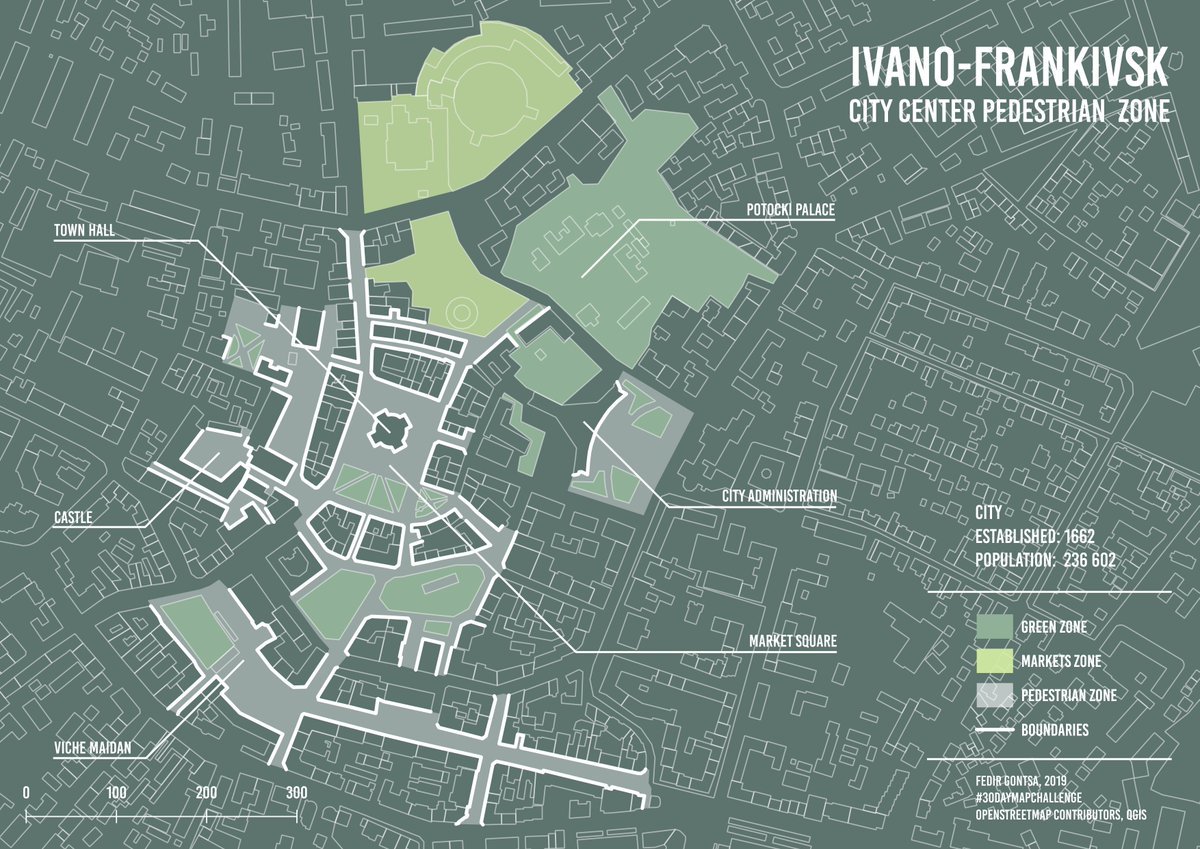 IVANO-FRANKIVSK
CITY CENTER PEDESTRIAN ZONE
POTOCKI PALACE
TOWN HALL
CASTLE
CITY ADMINISTRATION
CITY
ESTABLISHED: 1662
POPULATION: 236 602
MARKET SQUARE
GREEN ZONE
MARKETS ZONE
PEDESTRIAN ZONE
BOUNDARIES
VICHE MAIDAN
0 100 200 300
FEDIR GONTSA, 2019
#30DAYMAPCHALLENGE
OPENSTREETMAP CONTRIBUTORS, QGIS